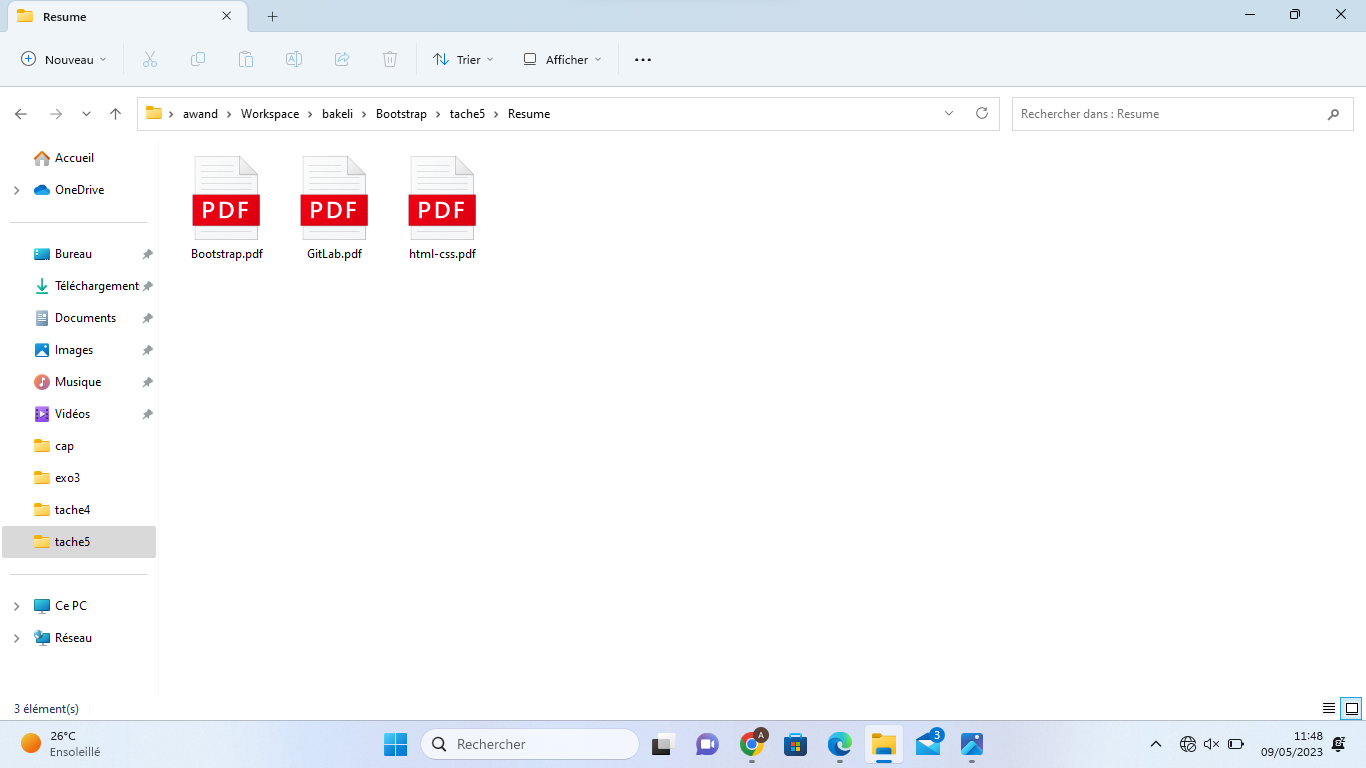 Resume
Nouveau
Trier
Afficher
awand > Workspace > bakeli > Bootstrap > tache5 > Resume
Rechercher dans : Resume
Accueil
OneDrive
Bureau
Téléchargement
Documents
Images
Musique
Vidéos
cap
exo3
tache4
tache5
Ce PC
Réseau
PDF PDF PDF
Bootstrap.pdf GitLab.pdf html-css.pdf
3 élément(s)
26°C
Ensoleillé
Rechercher
A
3
11:48
09/05/2023